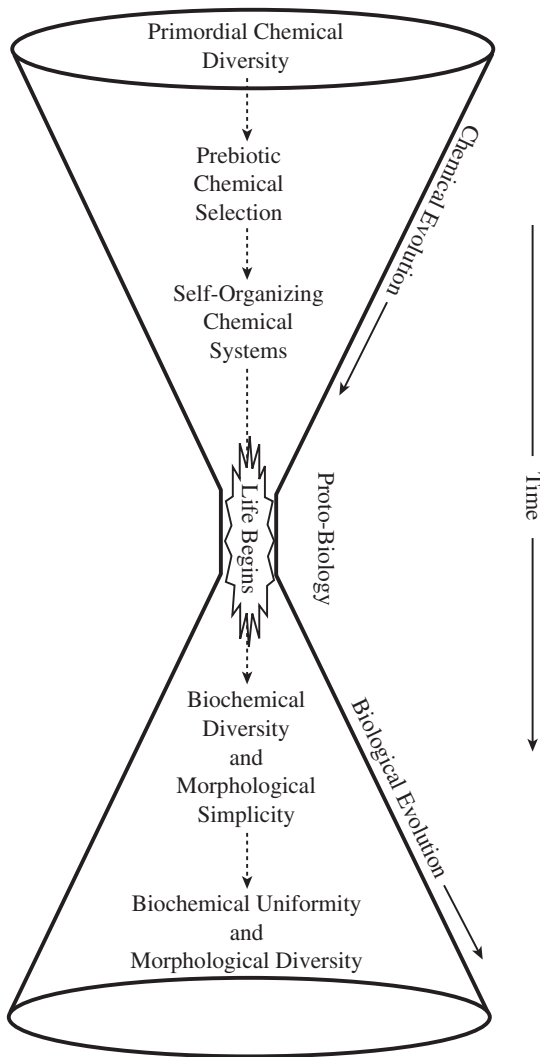 Primordial Chemical
Diversity
Prebiotic
Chemical
Selection
Self-Organizing
Chemical
Systems
Chemical Evolution
Life Begins
Proto-Biology
Time
Biochemical
Diversity
and
Morphological
Simplicity
Biological Evolution
Biochemical Uniformity
and
Morphological Diversity